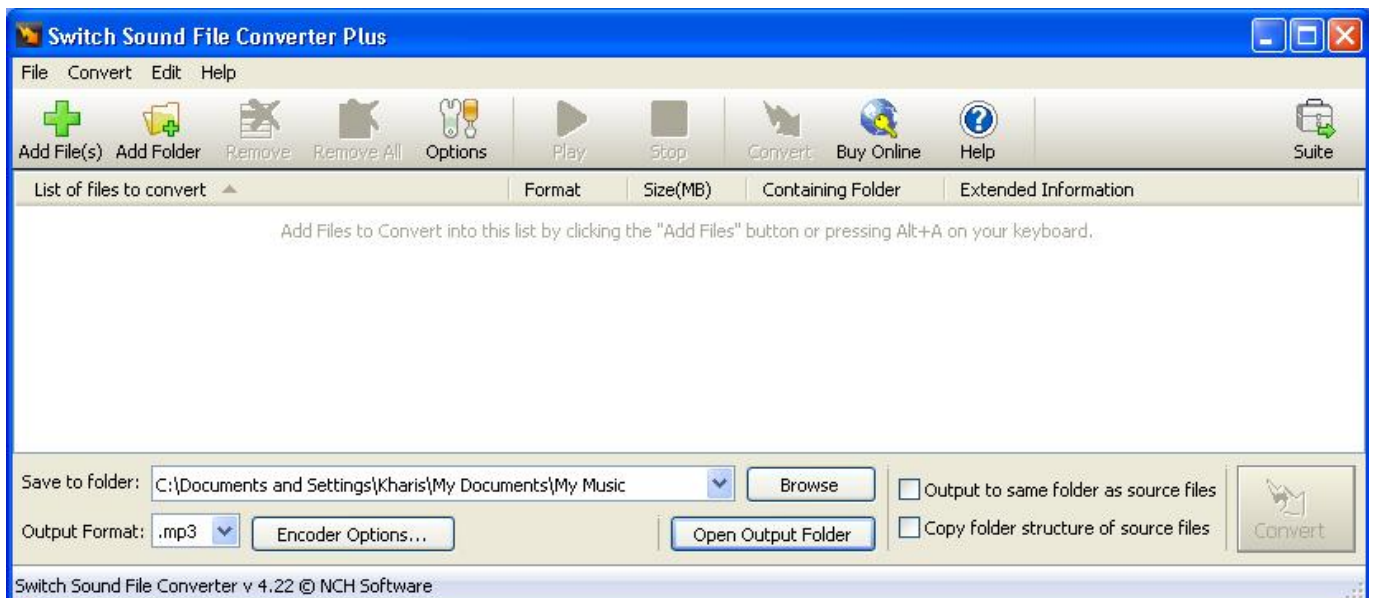 Switch Sound File Converter Plus
File Convert Edit Help
Add File(s) Add Folder Remove Remove All Options Play Stop Convert Buy Online Help Suite
List of files to convert Format Size(MB) Containing Folder Extended Information
Add Files to Convert into this list by clicking the "Add Files" button or pressing Alt+A on your keyboard.
Save to folder: C:\Documents and Settings\Kharis\My Documents\My Music Browse Output to same folder as source files
Output Format: .mp3 Encoder Options... Open Output Folder Copy folder structure of source files Convert
Switch Sound File Converter v 4.22 © NCH Software